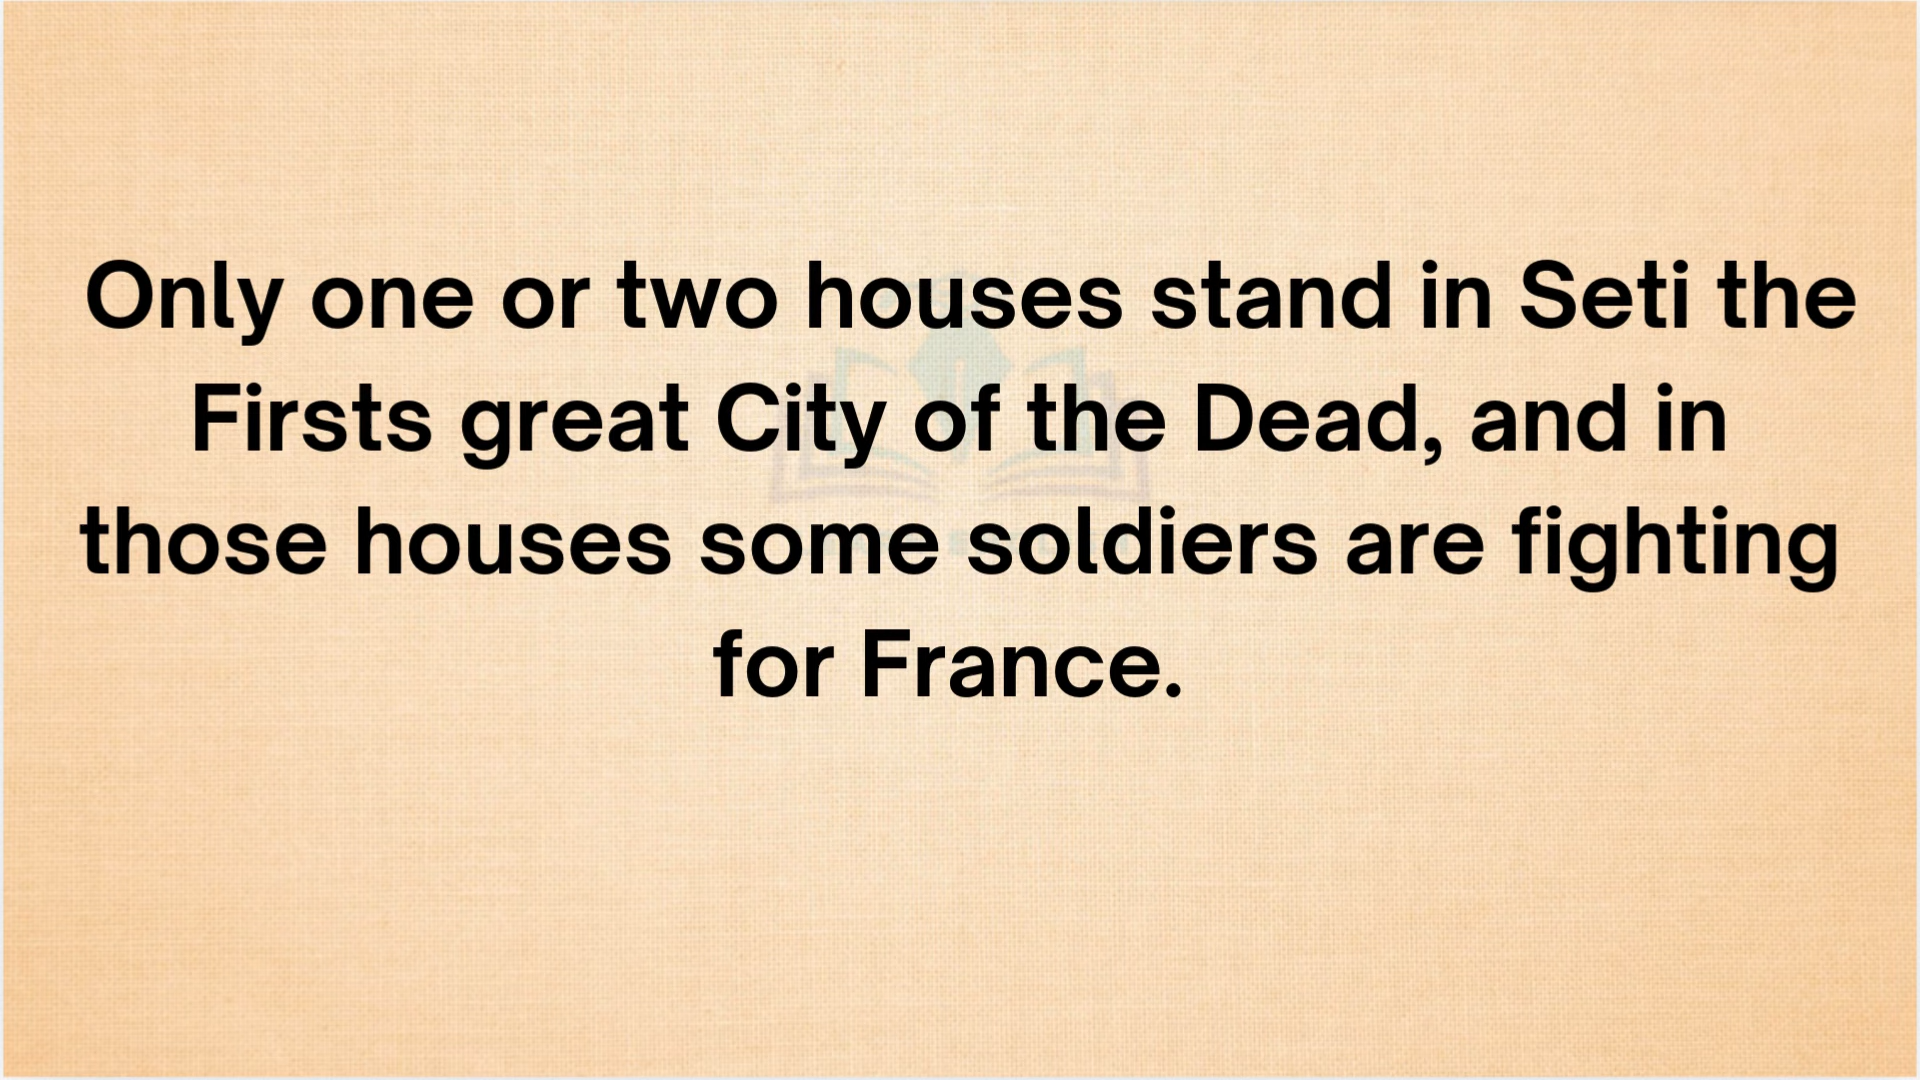 Only one or two houses stand in Seti the
Firsts great City of the Dead, and in
those houses some soldiers are fighting
for France.